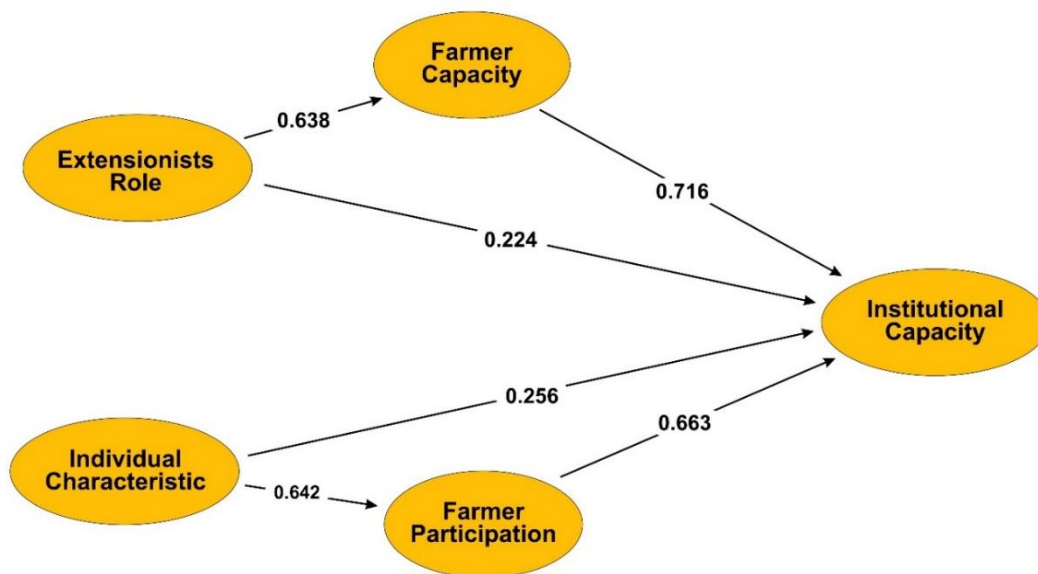 Farmer
Capacity
0.638
Extensionists
Role
0.716
0.224
Institutional
Capacity
0.256
0.663
Individual
Characteristic
0.642
Farmer
Participation